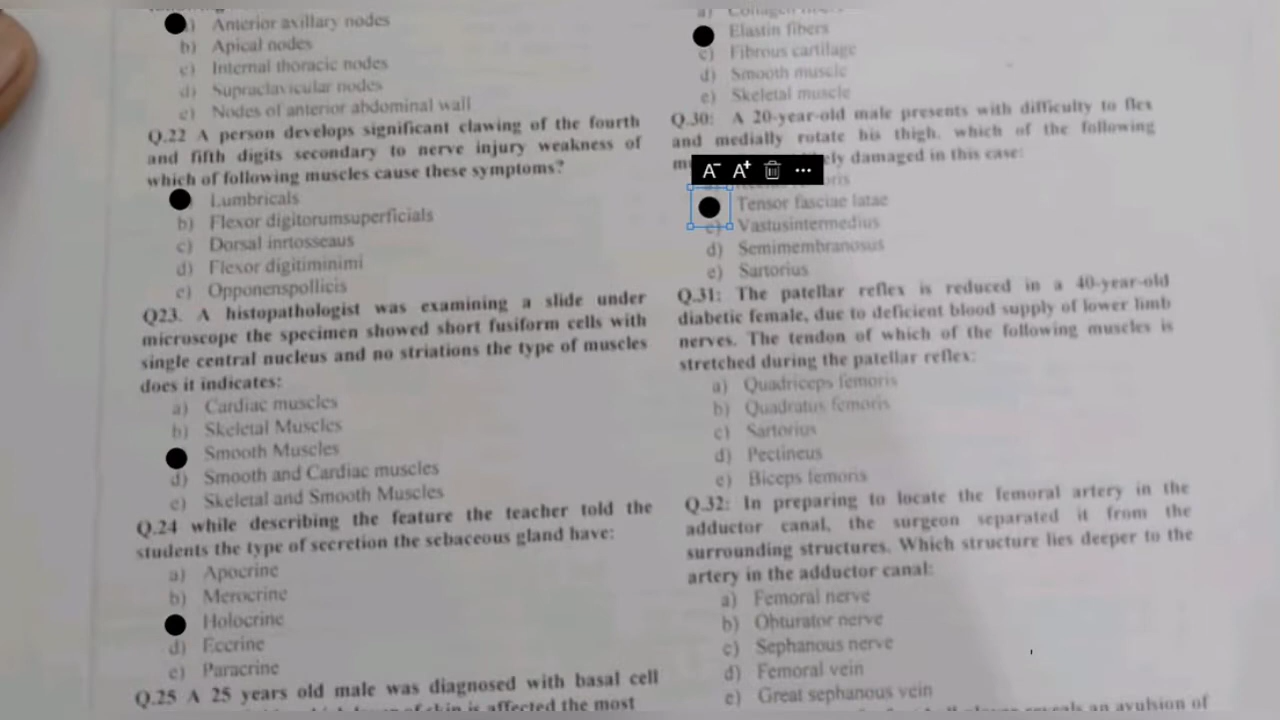 Anterior axillary nodes
b) Apical nodes
c) Internal thoracic nodes
d) Supraclavicular nodes
e) Nodes of anterior abdominal wall
Q.22 A person develops significant clawing of the fourth
and fifth digits secondary to nerve injury weakness of
which of following muscles cause these symptoms?
Lumbricals
b) Flexor digitorumsuperficials
c) Dorsal inrtosseaus
d) Flexor digitiminimi
e) Opponenspollicis
Q23. A histopathologist was examining a slide under
microscope the specimen showed short fusiform cells with
single central nucleus and no striations the type of muscles
does it indicates:
a) Cardiac muscles
b) Skeletal Muscles
Smooth Muscles
d) Smooth and Cardiac muscles
e) Skeletal and Smooth Muscles
Q.24 while describing the feature the teacher told the
students the type of secretion the sebaceous gland have:
a) Apocrine
b) Merocrine
Holocrine
d) Eccrine
e) Paracrine
Q.25 A 25 years old male was diagnosed with basal cell
of skin is affected the most
a) Collagen
Elastin fibers
c) Fibrous cartilage
d) Smooth muscle
e) Skeletal muscle
Q.30: A 20-year-old male presents with difficulty to flex
and medially rotate his thigh. which of the following
damaged in this case:
A- A+ ...
Tensor fasciae latae
c) Vastusintermedius
d) Semimembranosus
e) Sartorius
Q.31: The patellar reflex is reduced in a 40-year-old
diabetic female, due to deficient blood supply of lower limb
nerves. The tendon of which of the following muscles is
stretched during the patellar reflex:
a) Quadriceps femoris
b) Quadratus femoris
c) Sartorius
d) Pectineus
e) Biceps femoris
Q.32: In preparing to locate the femoral artery in the
adductor canal, the surgeon separated it from the
surrounding structures. Which structure lies deeper to the
artery in the adductor canal:
a) Femoral nerve
b) Obturator nerve
c) Sephanous nerve
d) Femoral vein
e) Great sephanous vein
reveals an avulsion of